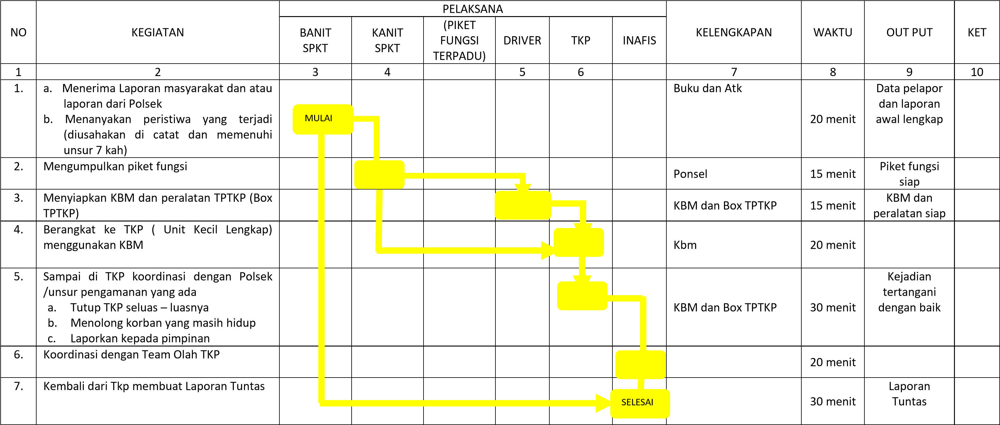 NO
KEGIATAN
PELAKSANA
BANIT
SPKT
KANIT
SPKT
(PIKET
FUNGSI
TERPADU)
DRIVER
TKP
INAFIS
KELENGKAPAN
WAKTU
OUT PUT
KET
1 2 3 4 5 6 7 8 9 10
1.
a. Menerima Laporan masyarakat dan atau
laporan dari Polsek
b. Menanyakan peristiwa yang terjadi
(diusahakan di catat dan memenuhi
unsur 7 kah)
MULAI
Buku dan Atk
20 menit
Data pelapor
dan laporan
awal lengkap
2.
Mengumpulkan piket fungsi
Ponsel
15 menit
Piket fungsi
siap
3.
Menyiapkan KBM dan peralatan TPTKP (Box
TPTKP)
KBM dan Box TPTKP
15 menit
KBM dan
peralatan siap
4.
Berangkat ke TKP ( Unit Kecil Lengkap)
menggunakan KBM
Kbm
20 menit
5.
Sampai di TKP koordinasi dengan Polsek
/unsur pengamanan yang ada
a. Tutup TKP seluas – luasnya
b. Menolong korban yang masih hidup
c. Laporkan kepada pimpinan
KBM dan Box TPTKP
30 menit
Kejadian
tertangani
dengan baik
6.
Koordinasi dengan Team Olah TKP
20 menit
7.
Kembali dari Tkp membuat Laporan Tuntas
SELESAI
30 menit
Laporan
Tuntas